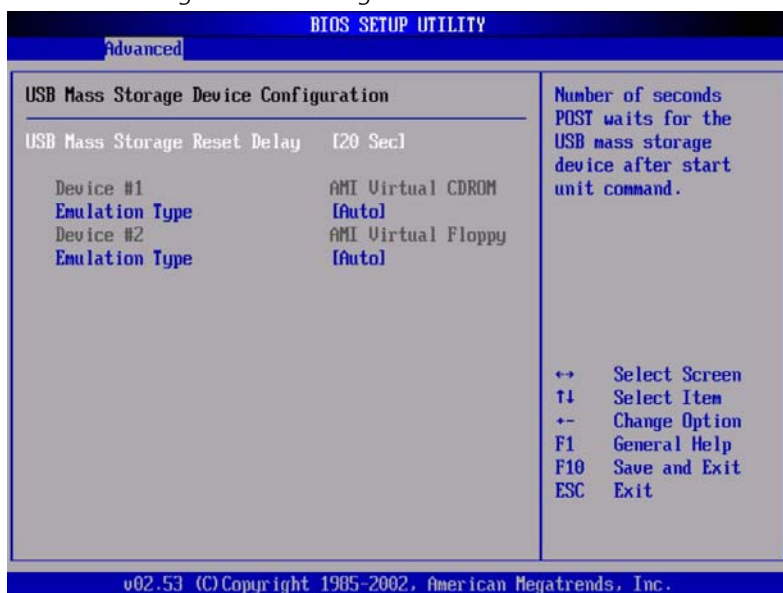 BIOS SETUP UTILITY
Advanced
USB Mass Storage Device Configuration
USB Mass Storage Reset Delay [20 Sec]
Device #1 AMI Virtual CDROM
Emulation Type [Auto]
Device #2 AMI Virtual Floppy
Emulation Type [Auto]
Number of seconds
POST waits for the
USB mass storage
device after start
unit command.
←→ Select Screen
↑↓ Select Item
+- Change Option
F1 General Help
F10 Save and Exit
ESC Exit
v02.53 (C)Copyright 1985-2002, American Megatrends, Inc.